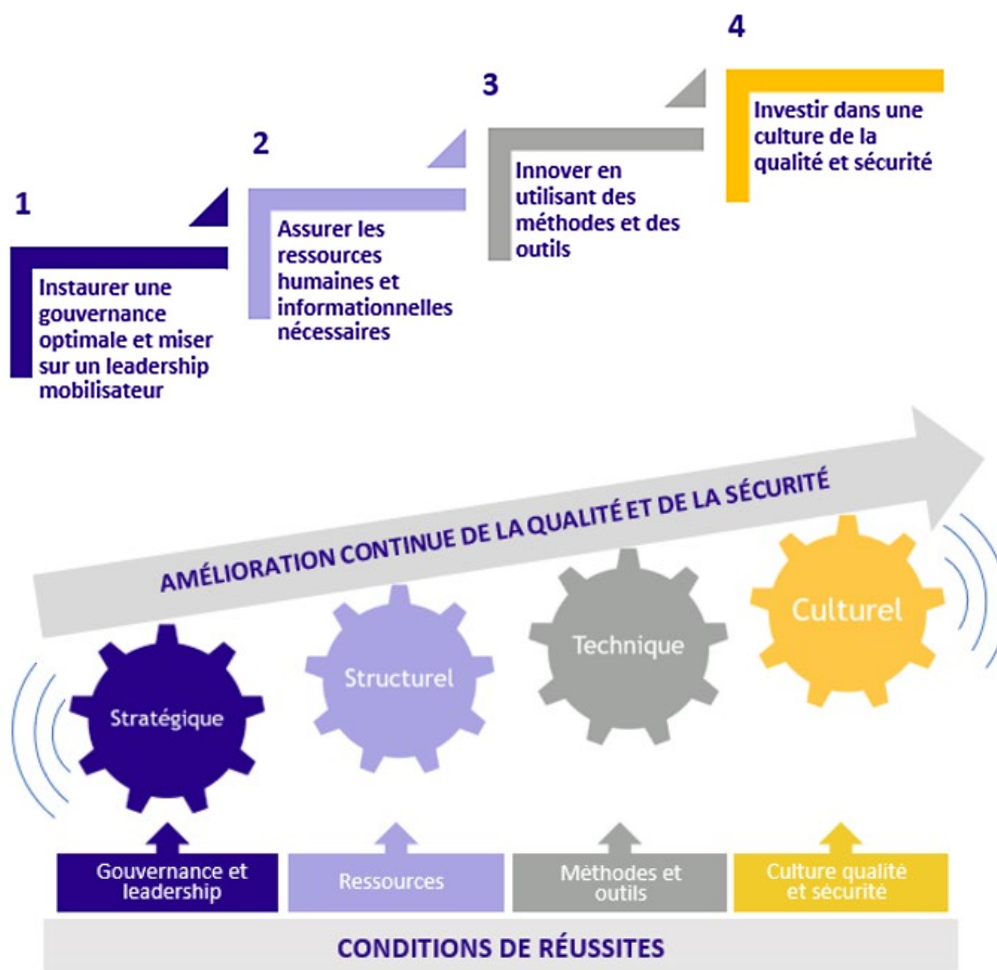 1
Instaurer une
gouvernance
optimale et miser
sur un leadership
mobilisateur
2
Assurer les
ressources
humaines et
informationnelles
nécessaires
3
Innover en
utilisant des
méthodes et des
outils
4
Investir dans une
culture de la
qualité et sécurité
AMÉLIORATION CONTINUE DE LA QUALITÉ ET DE LA SÉCURITÉ
Stratégique
Structurel
Technique
Culturel
Gouvernance et
leadership
Ressources
Méthodes et
outils
Culture qualité
et sécurité
CONDITIONS DE RÉUSSITES